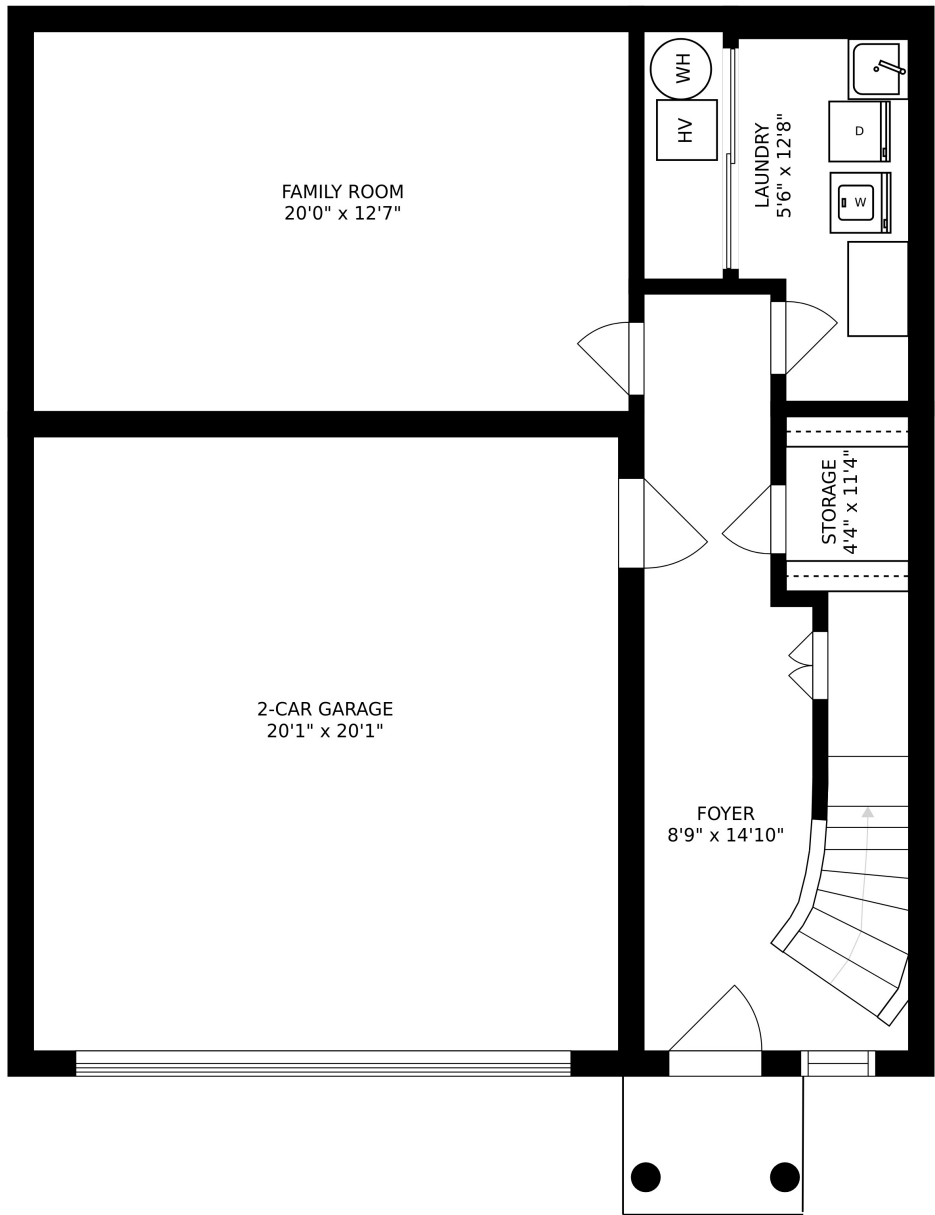 WH
HV
LAUNDRY
5'6" x 12'8"
D
W
FAMILY ROOM
20'0" x 12'7"
STORAGE
4'4" x 11'4"
2-CAR GARAGE
20'1" x 20'1"
FOYER
8'9" x 14'10"